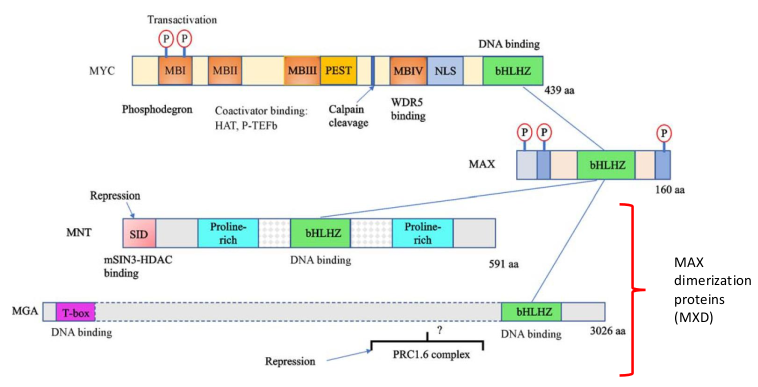 Transactivation
P P
DNA binding
MYC MBI MBII MBIII PEST MBIV NLS bHLHZ
439 aa
Phosphodegron
Coactivator binding:
HAT, P-TEFb
Calpain
cleavage
WDR5
binding
P P P
MAX bHLHZ
160 aa
Repression
MNT SID Proline-
rich bHLHZ Proline-
rich
mSIN3-HDAC
binding
DNA binding
591 aa
MAX
dimerization
proteins
(MXD)
MGA T-box bHLHZ
3026 aa
DNA binding
?
DNA binding
Repression
PRC1.6 complex